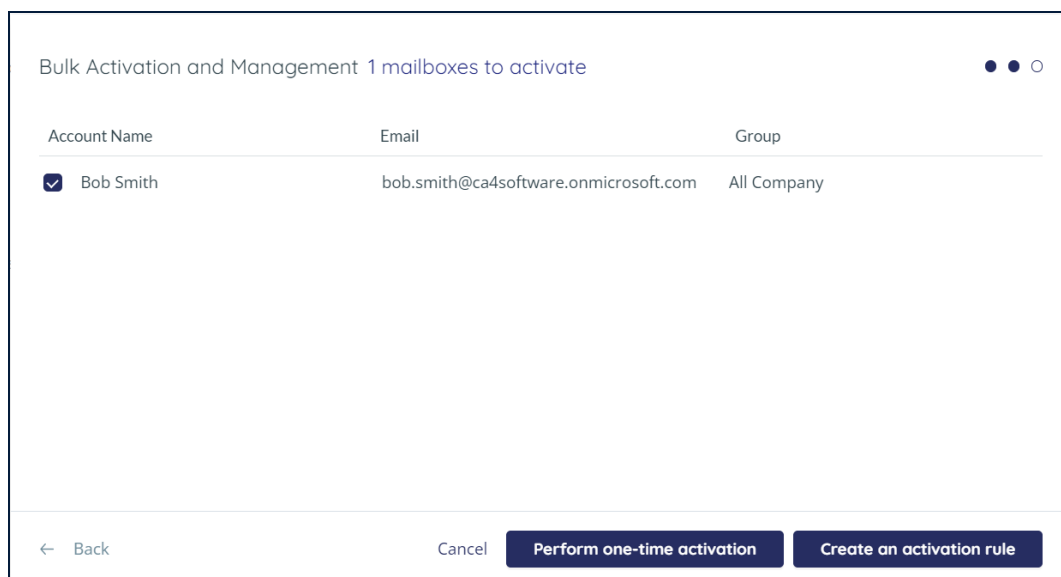 Bulk Activation and Management 1 mailboxes to activate
Account Name Email Group
Bob Smith bob.smith@ca4software.onmicrosoft.com All Company
← Back Cancel Perform one-time activation Create an activation rule